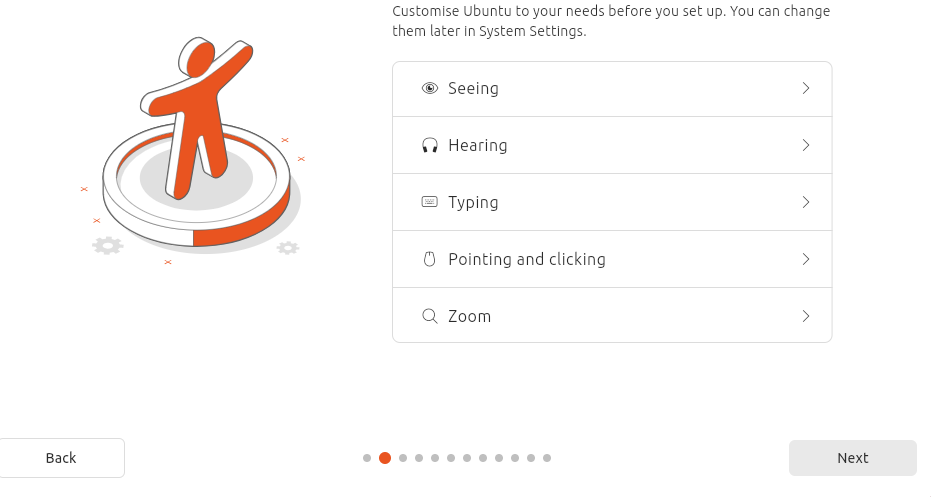 Customise Ubuntu to your needs before you set up. You can change
them later in System Settings.
Seeing
Hearing
Typing
Pointing and clicking
Zoom
Back
Next